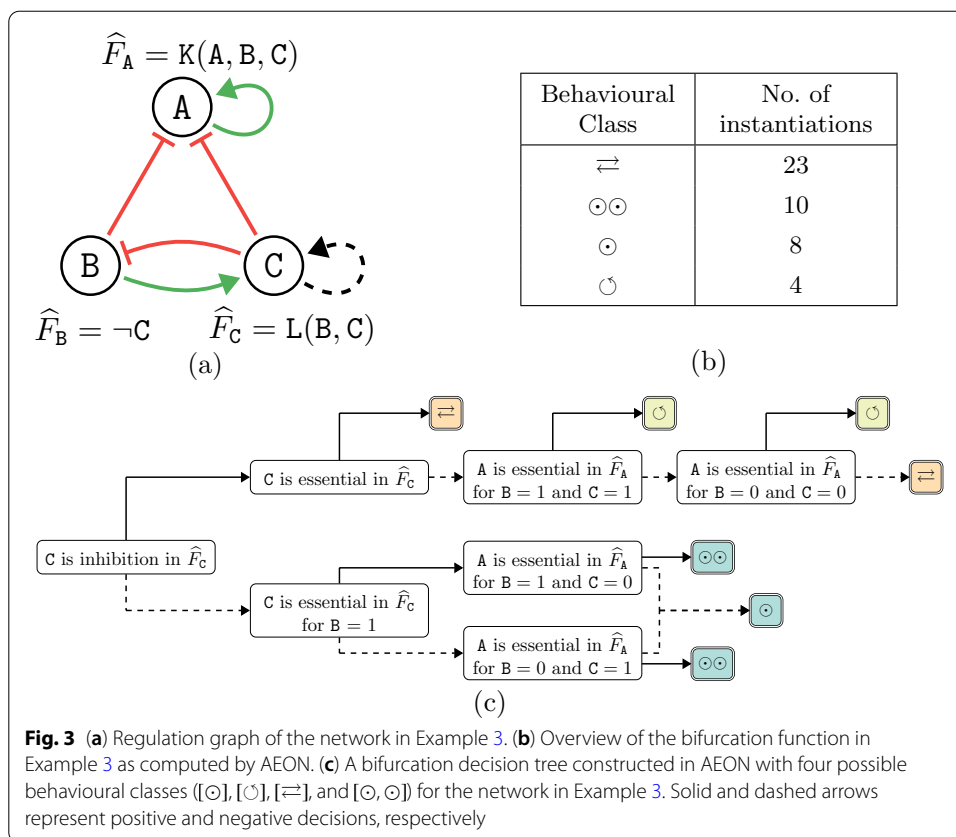 F̂_A = K(A, B, C)
A
B
C
F̂_B = ¬C
F̂_C = L(B, C)
(a)
Behavioural Class
No. of instantiations
⇄ 23
⊙⊙ 10
⊙ 8
↺ 4
(b)
⇄
↺
↺
C is essential in F̂_C
A is essential in F̂_A
for B = 1 and C = 1
A is essential in F̂_A
for B = 0 and C = 0
⇄
C is inhibition in F̂_C
C is essential in F̂_C
for B = 1
A is essential in F̂_A
for B = 1 and C = 0
⊙⊙
⊙
A is essential in F̂_A
for B = 0 and C = 1
⊙⊙
(c)
Fig. 3 (a) Regulation graph of the network in Example 3. (b) Overview of the bifurcation function in
Example 3 as computed by AEON. (c) A bifurcation decision tree constructed in AEON with four possible
behavioural classes ([⊙], [↺], [⇄], and [⊙, ⊙]) for the network in Example 3. Solid and dashed arrows
represent positive and negative decisions, respectively